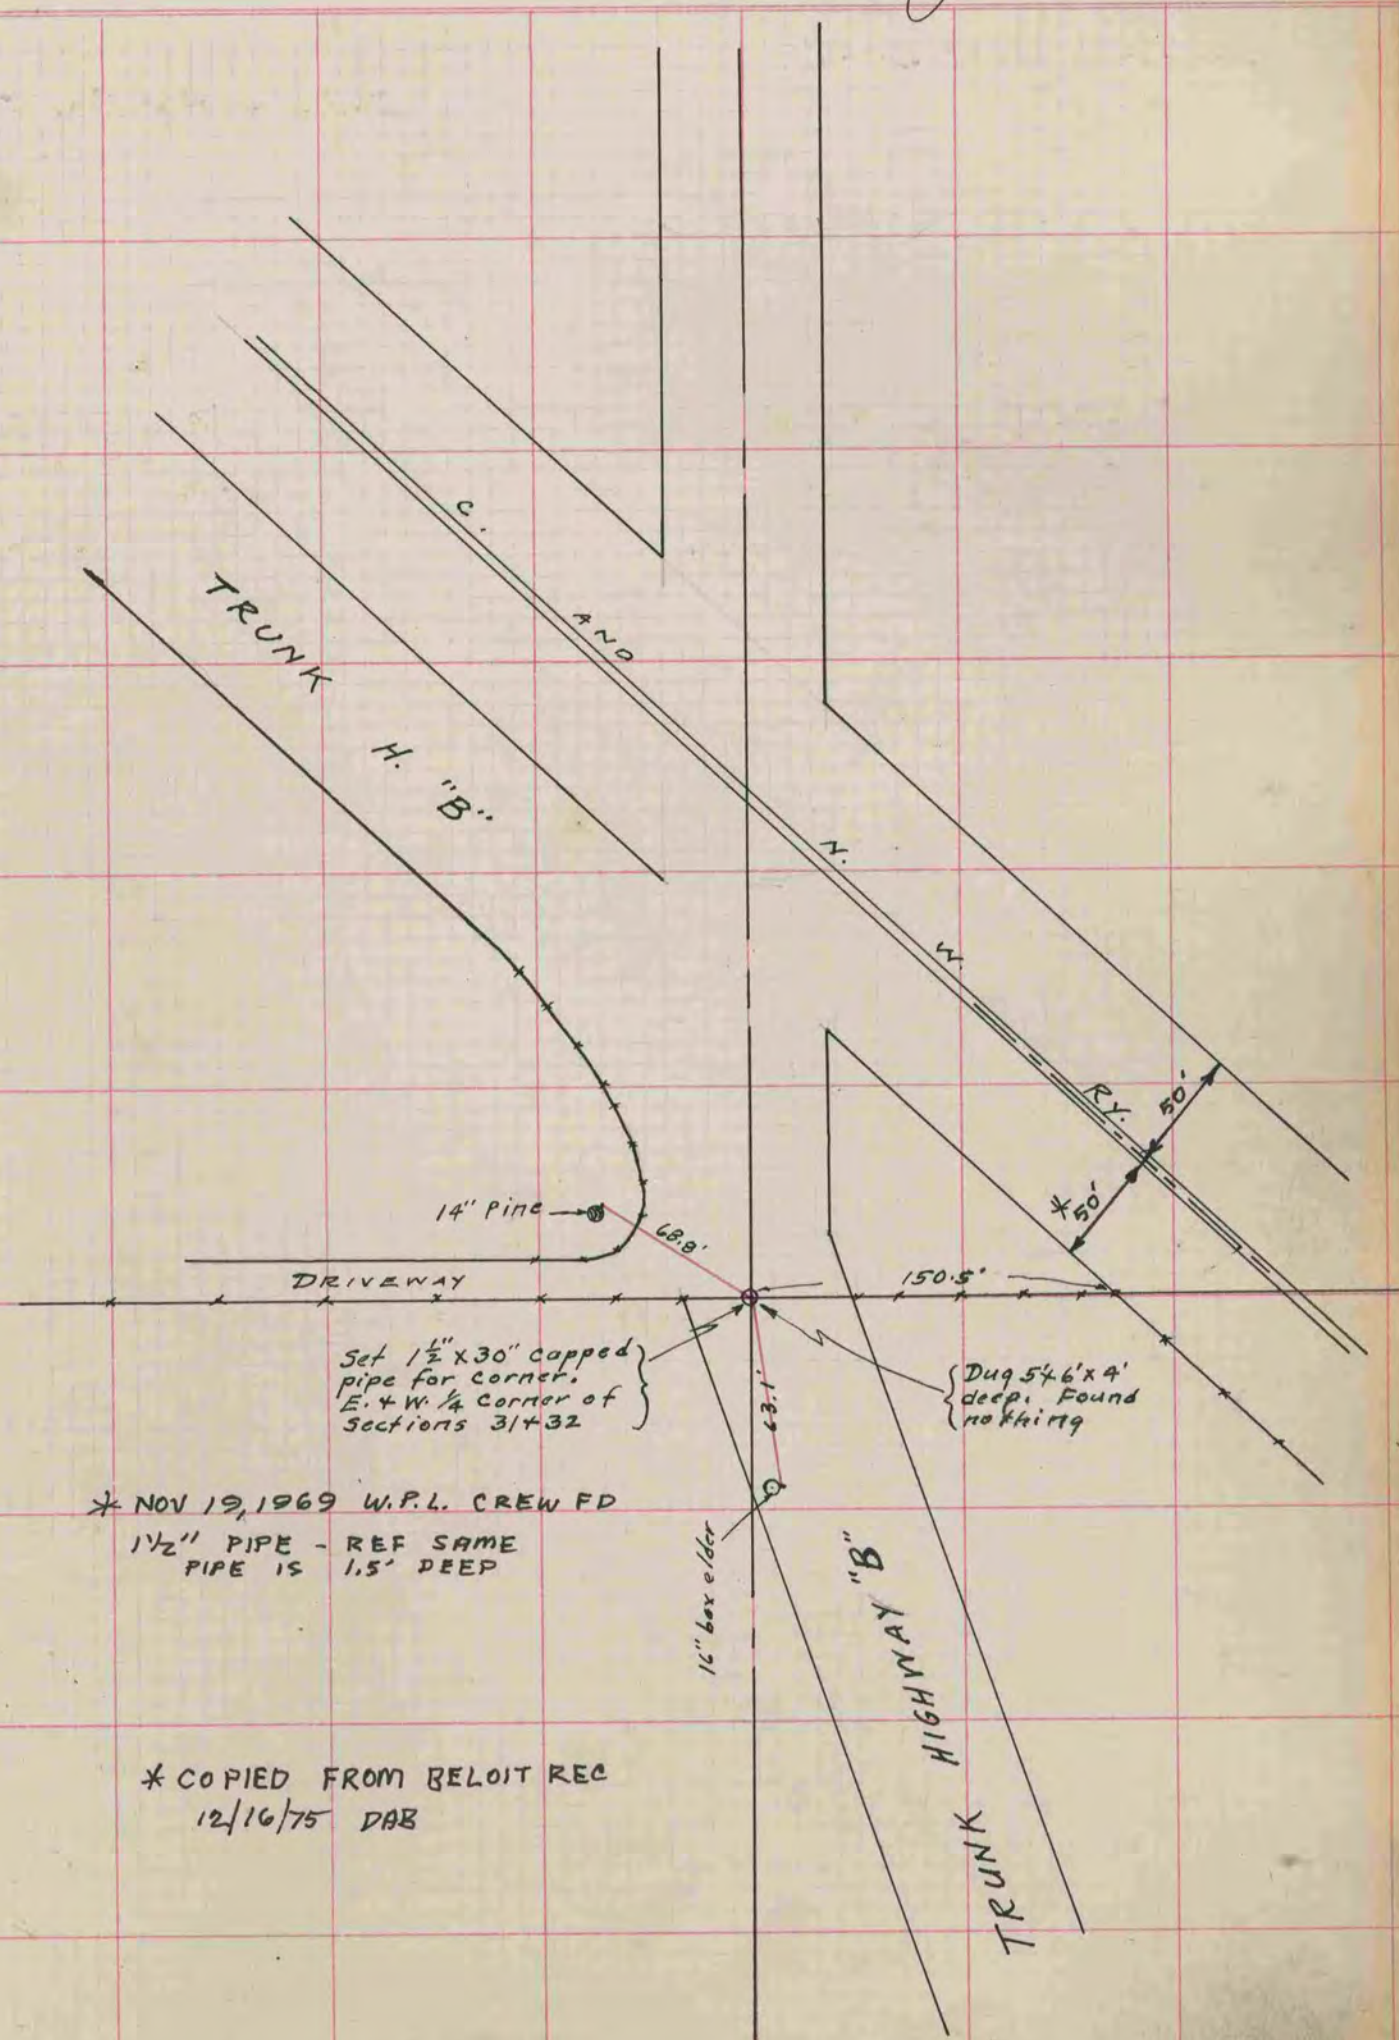 C. AND N. W. RY.
TRUNK H. "B"
50'
* 50'
14" Pine
68.8'
DRIVEWAY
150.5'
Set 1½" x 30" capped
pipe for corner.
E. + W. ¼ corner of
Sections 31 + 32
Dug 5'x 6' x 4'
deep. Found
nothing
63.1'
* NOV 19, 1969 W.P.L. CREW FD
1½" PIPE - REF SAME
PIPE IS 1.5' DEEP
16" box elder
TRUNK HIGHWAY "B"
* COPIED FROM BELOIT REC
12/16/75 DAB